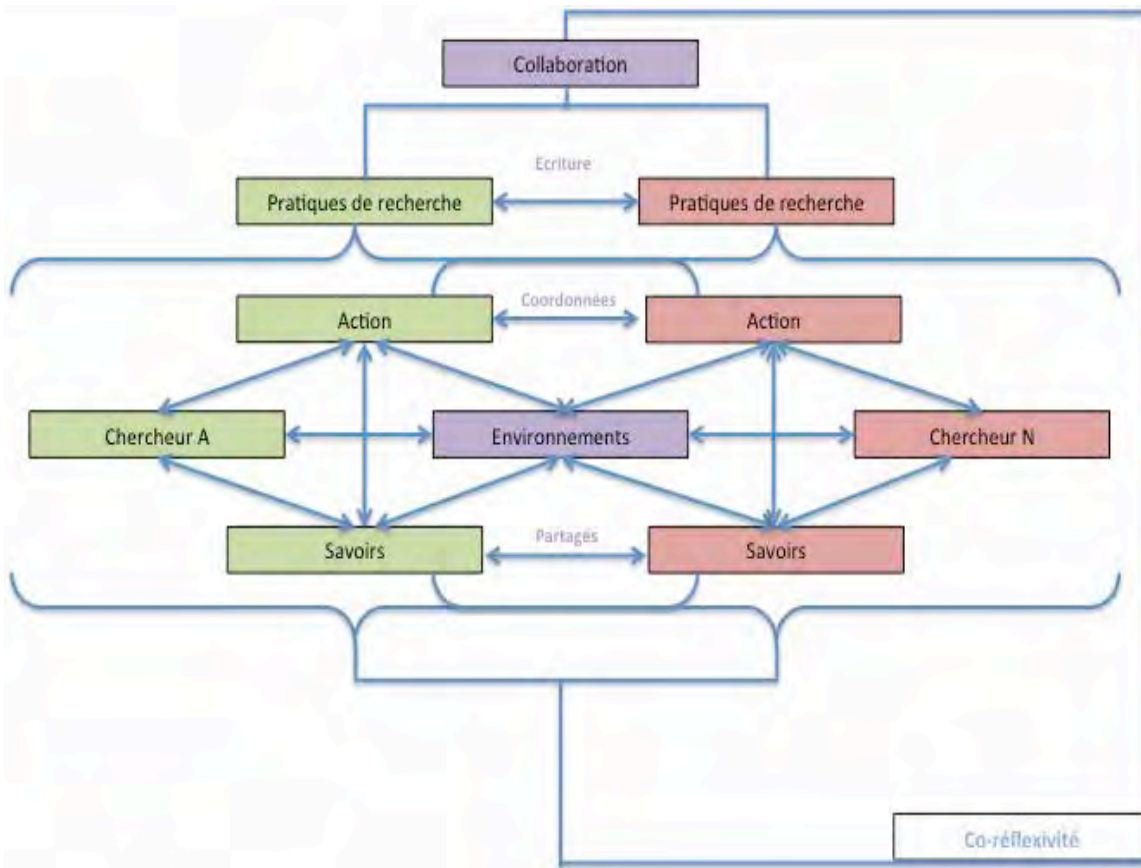 Collaboration
Ecriture
Pratiques de recherche
Pratiques de recherche
Coordonnées
Action
Action
Chercheur A
Environnements
Chercheur N
Partagés
Savoirs
Savoirs
Co-réflexivité